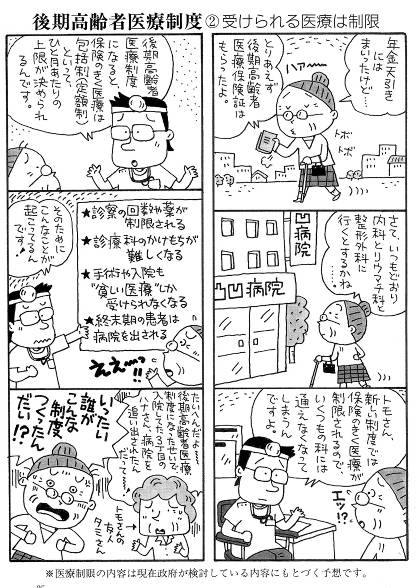 後期高齢者医療制度 ②受けられる医療は制限
年金天引き
には
まいったけど…
とりあえず
後期高齢者
医療保険証は
もらってたよ。
ハァ〜
トボ
トボ
さて、いつもどおり
内科とリウマチ科と
整形外科に
行くとするかね。
凸凹病院
凸凹病院
トモさん、
新しい制度では
保険のきく医療が
制限されるので、
いくつもの科には
通えなくなって
しまうん
ですよ。
エッ!?
後期高齢者
医療制度
になると
保険のきく医療は
包括制・定額制
といって、
ひと月あたりの
上限が決められ
るんです。
★診察の回数や薬が
制限される
★診療科のかけもちが
難しくなる
★手術や入院も
“貧しい医療”しか
受けられなくなる
★終末期の患者は
病院を出される
そのために
こんなことが
起こってるん
です!
ええ〜…!!
たいへんだよ〜
後期高齢者医療
制度になったせいで、
入院してた3丁目の
ハナさん、病院を
追い出された
だって〜
トモさんの
友人
タミさん
いったい
誰が
こんな
制度
つくったん
だい!?
※医療制限の内容は現在政府が検討している内容にもとづく予想です。